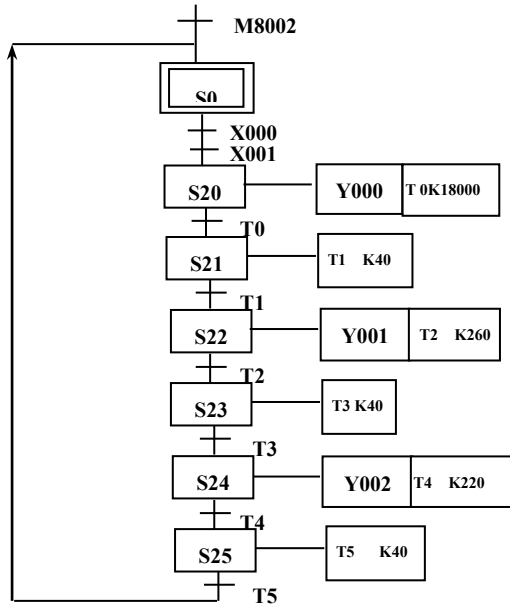 M8002
S0
X000
X001
S20 Y000 T 0K18000
T0
S21 T1 K40
T1
S22 Y001 T2 K260
T2
S23 T3 K40
T3
S24 Y002 T4 K220
T4
S25 T5 K40
T5